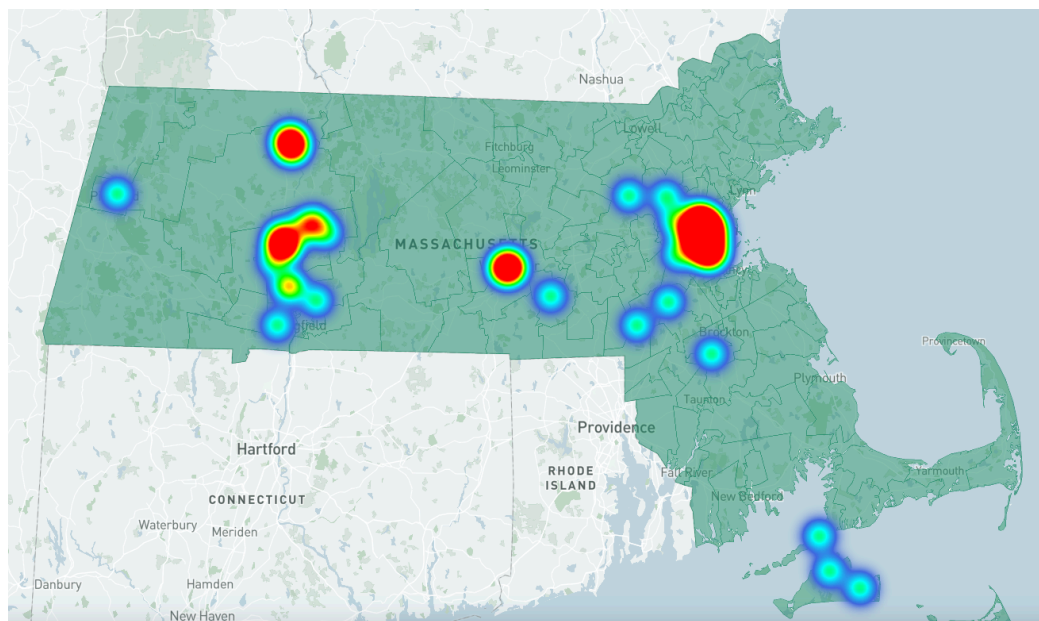 Nashua
Lowell
Fitchburg
Leominster
Lynn
MASSACHUSETTS
Brockton
Provincetown
Plymouth
Taunton
Providence
Hartford
RHODE
ISLAND
Fall River
Yarmouth
New Bedford
CONNECTICUT
Waterbury
Meriden
Danbury
Hamden
New Haven